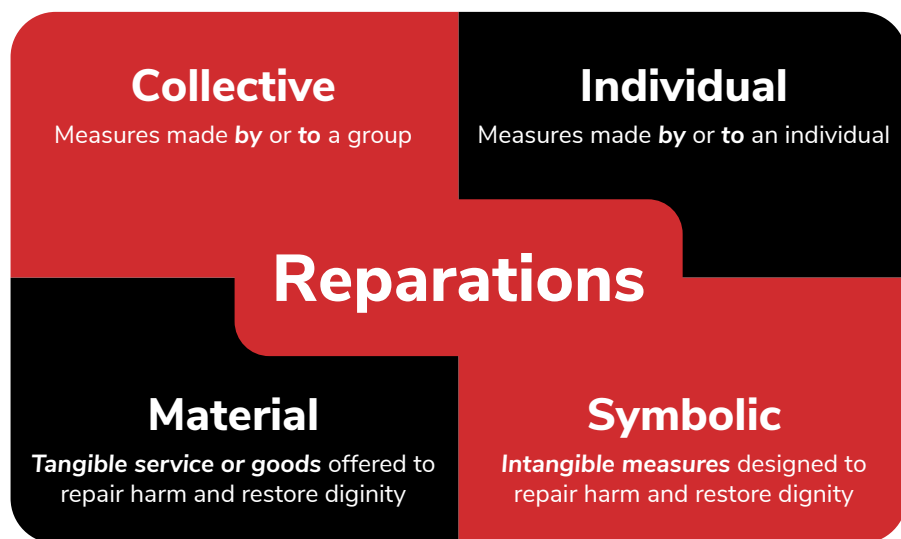 Collective
Measures made by or to a group
Individual
Measures made by or to an individual
Reparations
Material
Tangible service or goods offered to
repair harm and restore diginity
Symbolic
Intangible measures designed to
repair harm and restore dignity